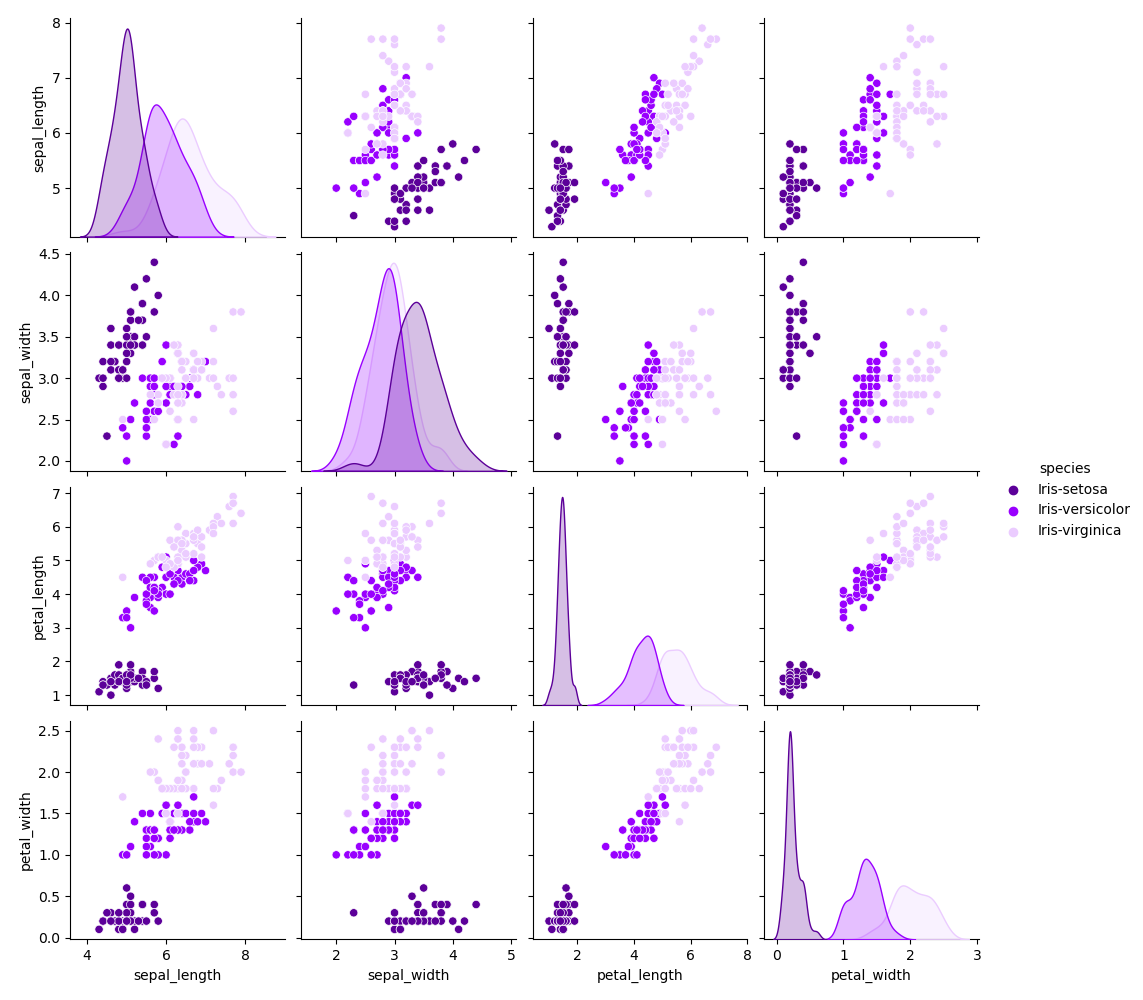 8
7
6
5
sepal_length
4.5
4.0
3.5
3.0
2.5
2.0
sepal_width
species
Iris-setosa
Iris-versicolor
Iris-virginica
7
6
5
4
3
2
1
petal_length
2.5
2.0
1.5
1.0
0.5
0.0
petal_width
4 6 8
2 3 4 5
2 4 6 8
0 1 2 3
sepal_length
sepal_width
petal_length
petal_width